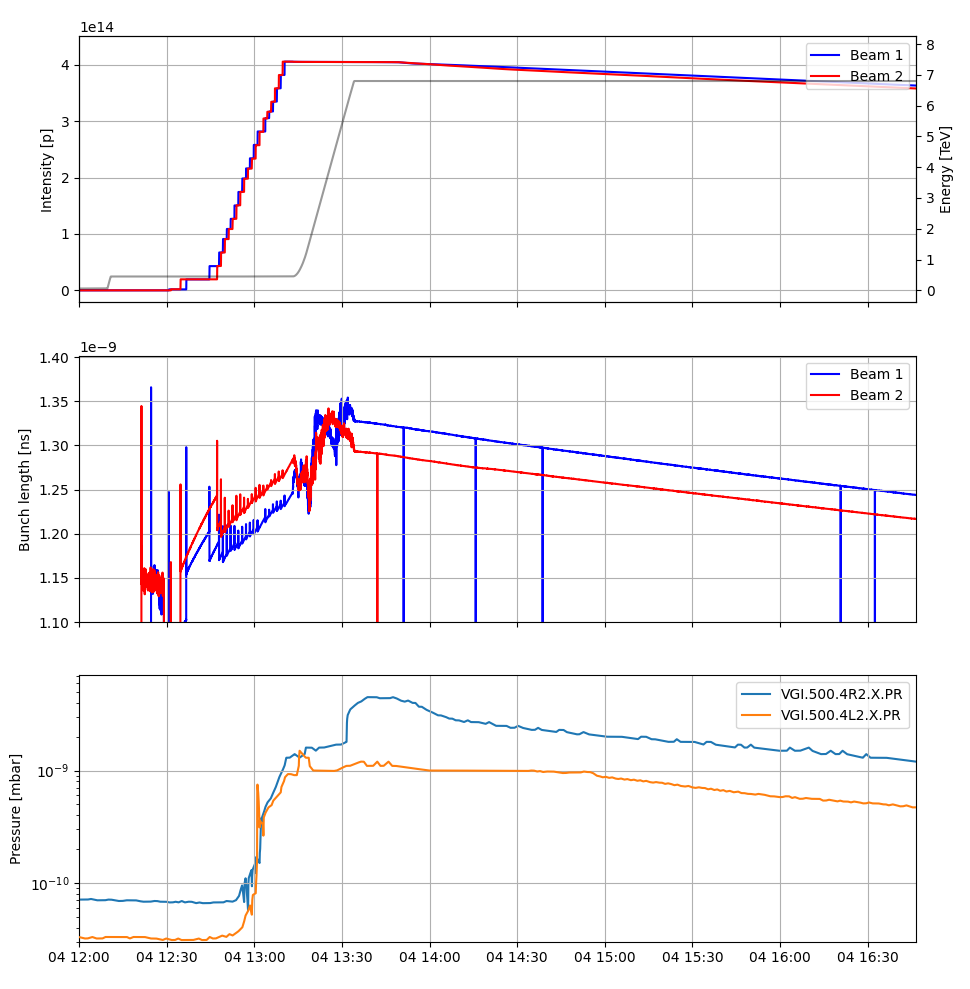 1e14
Intensity [p]
4
3
2
1
0
Beam 1
Beam 2
8
7
6
5
4
3
2
1
0
Energy [TeV]
1e−9
Bunch length [ns]
1.40
1.35
1.30
1.25
1.20
1.15
1.10
Beam 1
Beam 2
Pressure [mbar]
10⁻⁹
10⁻¹⁰
VGI.500.4R2.X.PR
VGI.500.4L2.X.PR
04 12:00 04 12:30 04 13:00 04 13:30 04 14:00 04 14:30 04 15:00 04 15:30 04 16:00 04 16:30